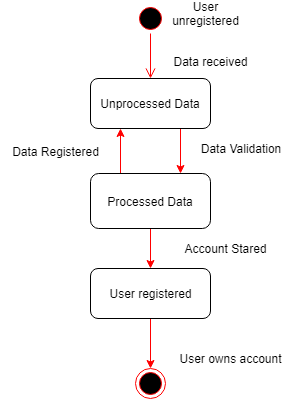 User
unregistered
Data received
Unprocessed Data
Data Registered
Data Validation
Processed Data
Account Stared
User registered
User owns account